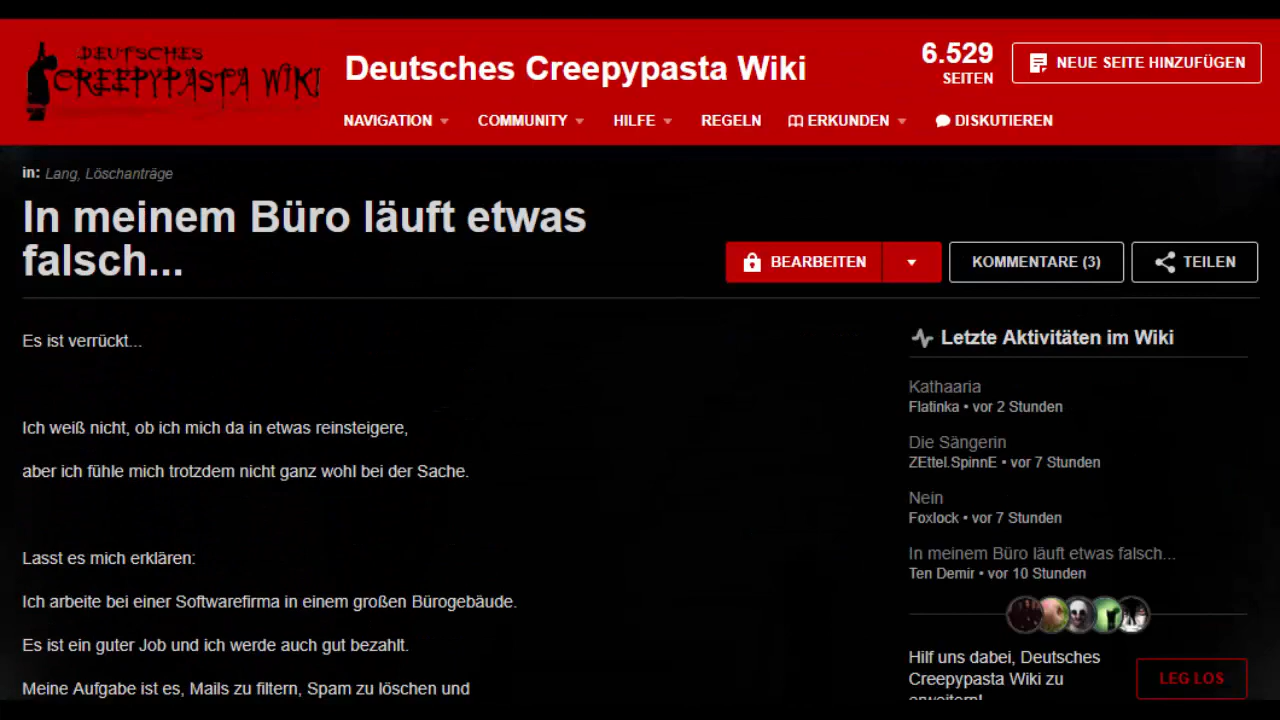 DEUTSCHES
CREEPYPASTA WIKI
Deutsches Creepypasta Wiki
6.529
SEITEN
NEUE SEITE HINZUFÜGEN
NAVIGATION COMMUNITY HILFE REGELN ERKUNDEN DISKUTIEREN
in: Lang, Löschanträge
In meinem Büro läuft etwas
falsch...
BEARBEITEN
KOMMENTARE (3)
TEILEN
Es ist verrückt...
Ich weiß nicht, ob ich mich da in etwas reinsteigere,
aber ich fühle mich trotzdem nicht ganz wohl bei der Sache.
Lasst es mich erklären:
Ich arbeite bei einer Softwarefirma in einem großen Bürogebäude.
Es ist ein guter Job und ich werde auch gut bezahlt.
Meine Aufgabe ist es, Mails zu filtern, Spam zu löschen und
Letzte Aktivitäten im Wiki
Kathaaria
Flatinka • vor 2 Stunden
Die Sängerin
ZEttel.SpinnE • vor 7 Stunden
Nein
Foxlock • vor 7 Stunden
In meinem Büro läuft etwas falsch...
Ten Demir • vor 10 Stunden
Hilf uns dabei, Deutsches
Creepypasta Wiki zu
erweitern!
LEG LOS